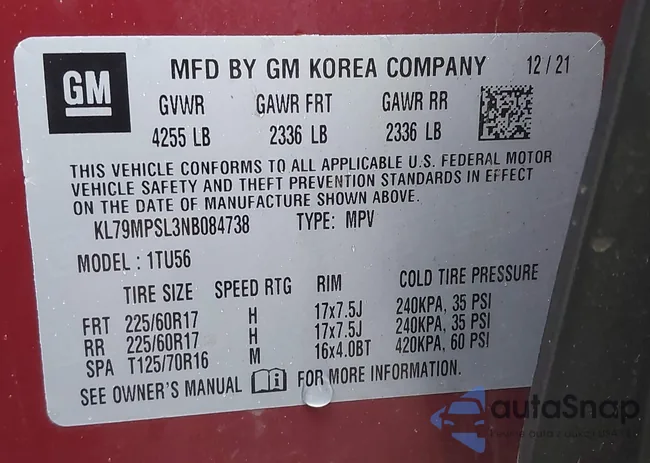 GM
MFD BY GM KOREA COMPANY 12/21
GVWR GAWR FRT GAWR RR
4255 LB 2336 LB 2336 LB
THIS VEHICLE CONFORMS TO ALL APPLICABLE U.S. FEDERAL MOTOR
VEHICLE SAFETY AND THEFT PREVENTION STANDARDS IN EFFECT
ON THE DATE OF MANUFACTURE SHOWN ABOVE.
KL79MPSL3NB084738 TYPE: MPV
MODEL : 1TU56
TIRE SIZE SPEED RTG RIM COLD TIRE PRESSURE
FRT 225/60R17 H 17x7.5J 240KPA, 35 PSI
RR 225/60R17 H 17x7.5J 240KPA, 35 PSI
SPA T125/70R16 M 16x4.0BT 420KPA, 60 PSI
SEE OWNER'S MANUAL FOR MORE INFORMATION.
autaSnap